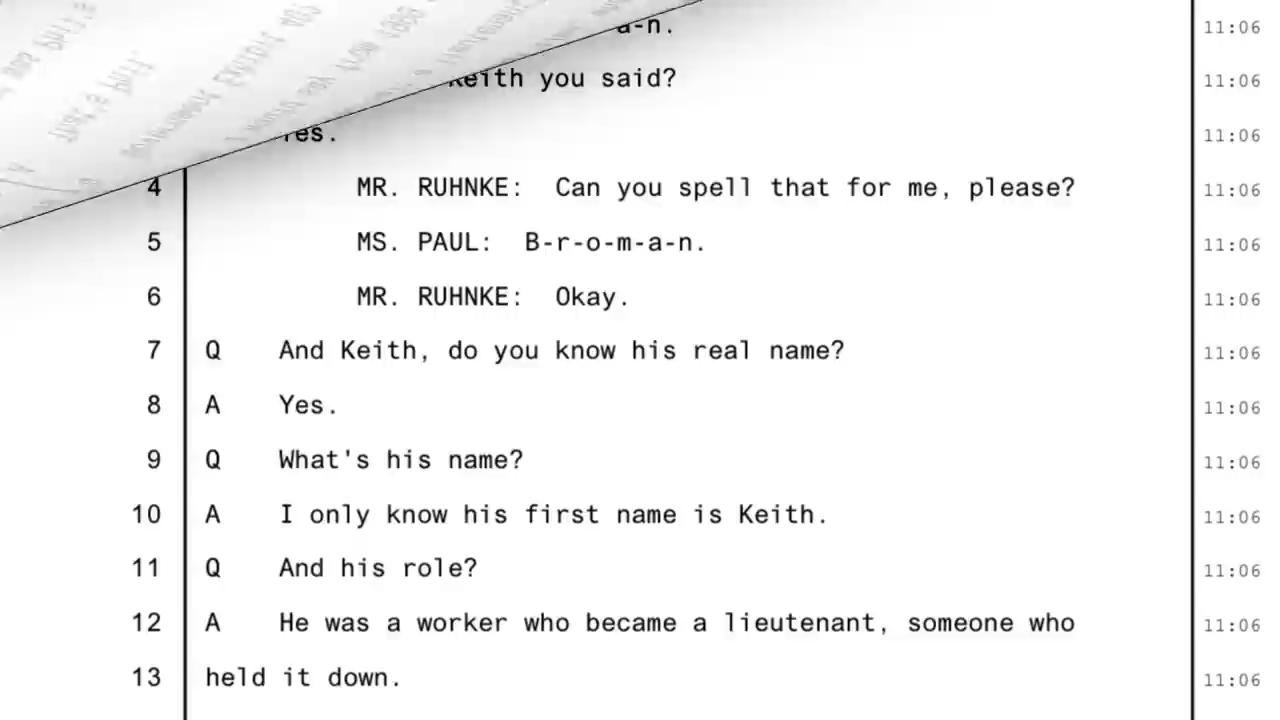 a-n. 11:06
Keith you said? 11:06
Yes. 11:06
4 MR. RUHNKE: Can you spell that for me, please? 11:06
5 MS. PAUL: B-r-o-m-a-n. 11:06
6 MR. RUHNKE: Okay. 11:06
7 Q And Keith, do you know his real name? 11:06
8 A Yes. 11:06
9 Q What's his name? 11:06
10 A I only know his first name is Keith. 11:06
11 Q And his role? 11:06
12 A He was a worker who became a lieutenant, someone who 11:06
13 held it down. 11:06